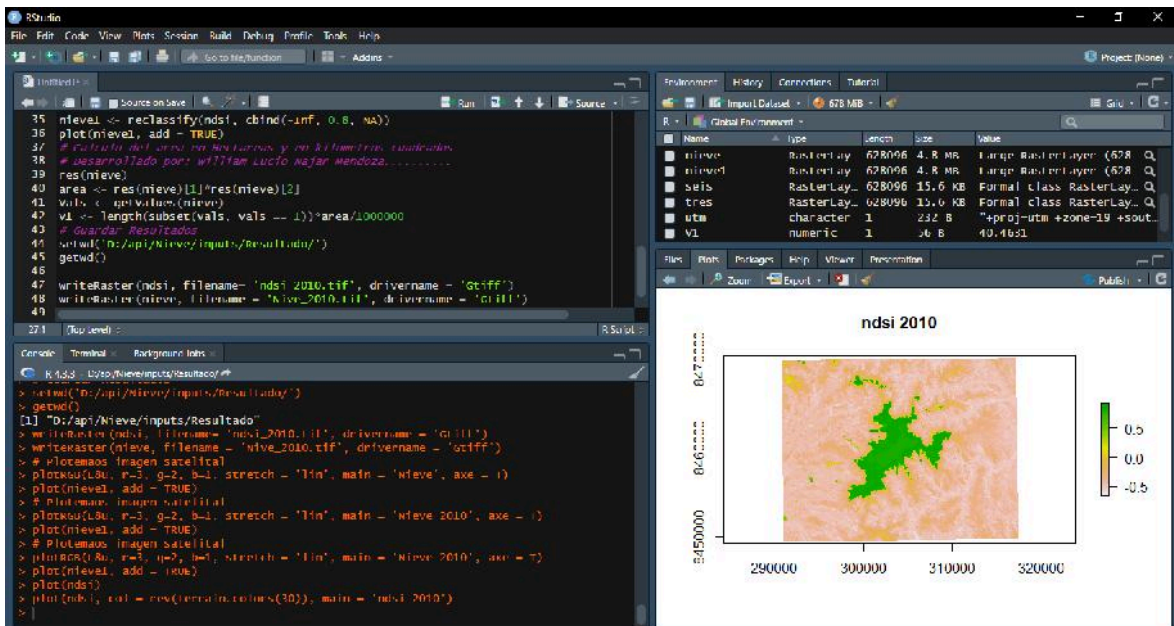 RStudio
File Edit Code View Plots Session Build Debug Profile Tools Help
Go to file/function Addins
Project: (None)
Source on Save Run Source
35 nieve1 <- reclassify(ndsi, cbind(-Inf, 0.8, NA))
36 plot(nieve1, add = TRUE)
37 # Calculo del area en Hectareas y en kilometros cuadrados
38 # Desarrollado por: William Lucio Najar Mendoza..........
39 res(nieve)
40 area <- res(nieve)[1]*res(nieve)[2]
41 vals <- getValues(nieve)
42 v1 <- length(subset(vals, vals == 1))*area/1000000
43 # Guardar Resultados
44 setwd('D:/api/Nieve/inputs/Resultado/')
45 getwd()
46
47 writeRaster(ndsi, filename= 'ndsi_2010.tif', drivername = 'Gtiff')
48 writeRaster(nieve, filename = 'Nive_2010.tif', drivername = 'Gtiff')
49
27:1 (Top Level) R Script
Console Terminal Background Jobs
R 4.3.3 · D:/api/Nieve/inputs/Resultado/
> setwd('D:/api/Nieve/inputs/Resultado/')
> getwd()
[1] "D:/api/Nieve/inputs/Resultado"
> writeRaster(ndsi, filename= 'ndsi_2010.tif', drivername = 'Gtiff')
> writeRaster(nieve, filename = 'Nive_2010.tif', drivername = 'Gtiff')
> # Plotemaos imagen satelital
> plotRGB(L8u, r=3, g=2, b=1, stretch = 'lin', main = 'Nieve', axe = T)
> plot(nieve1, add = TRUE)
> # Plotemaos imagen satelital
> plotRGB(L8u, r=3, g=2, b=1, stretch = 'lin', main = 'Nieve 2010', axe = T)
> plot(nieve1, add = TRUE)
> # Plotemaos imagen satelital
> plotRGB(L8u, r=3, g=2, b=1, stretch = 'lin', main = 'Nieve 2010', axe = T)
> plot(nieve1, add = TRUE)
> plot(ndsi)
> plot(ndsi, col = rev(terrain.colors(30)), main = 'ndsi 2010')
>
Environment History Connections Tutorial
Import Dataset 678 MiB Grid
R Global Environment
Name Type Length Size Value
nieve RasterLay… 628096 4.8 MB Large RasterLayer (628
nieve1 RasterLay… 628096 4.8 MB Large RasterLayer (628
seis RasterLay… 628096 15.6 KB Formal class RasterLay…
tres RasterLay… 628096 15.6 KB Formal class RasterLay…
utm character 1 232 B "+proj=utm +zone=19 +sout…
v1 numeric 1 56 B 40.4631
Files Plots Packages Help Viewer Presentation
Zoom Export Publish
ndsi 2010
8460000
8450000
290000 300000 310000 320000
0.5
0.0
-0.5